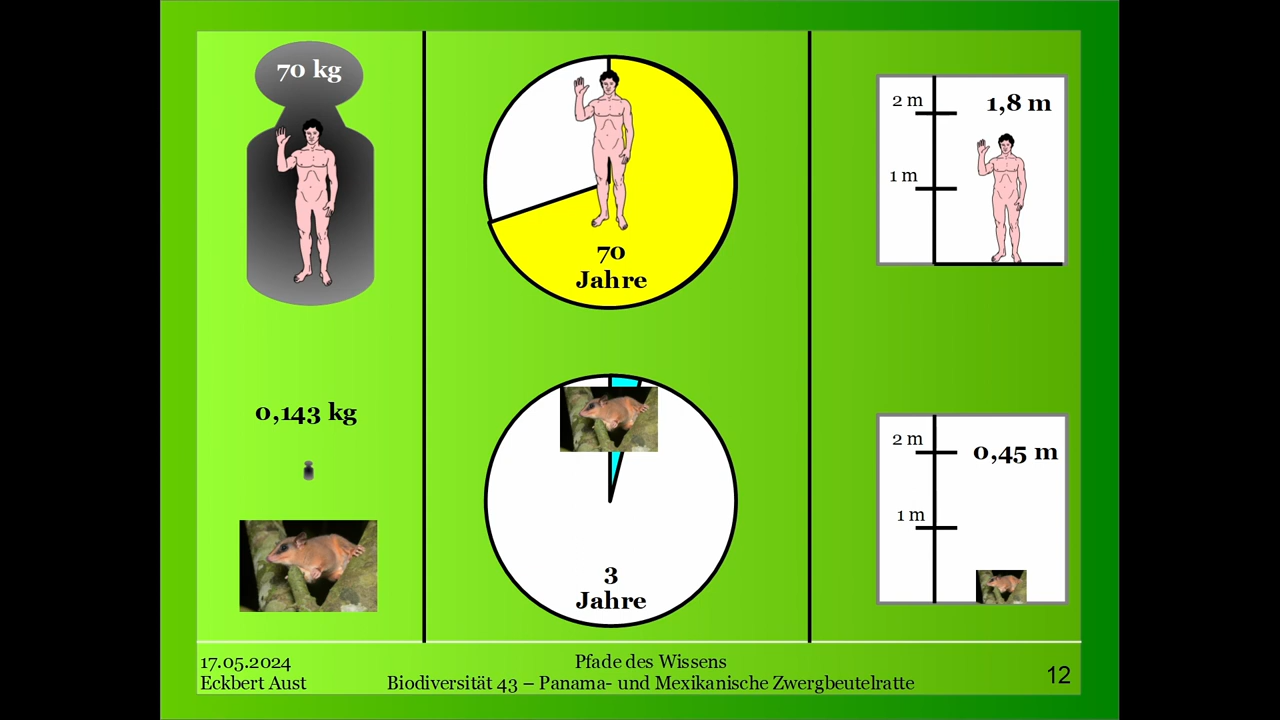 70 kg
70
Jahre
2 m
1,8 m
1 m
0,143 kg
3
Jahre
2 m
0,45 m
1 m
17.05.2024
Eckbert Aust
Pfade des Wissens
Biodiversität 43 – Panama- und Mexikanische Zwergbeutelratte
12